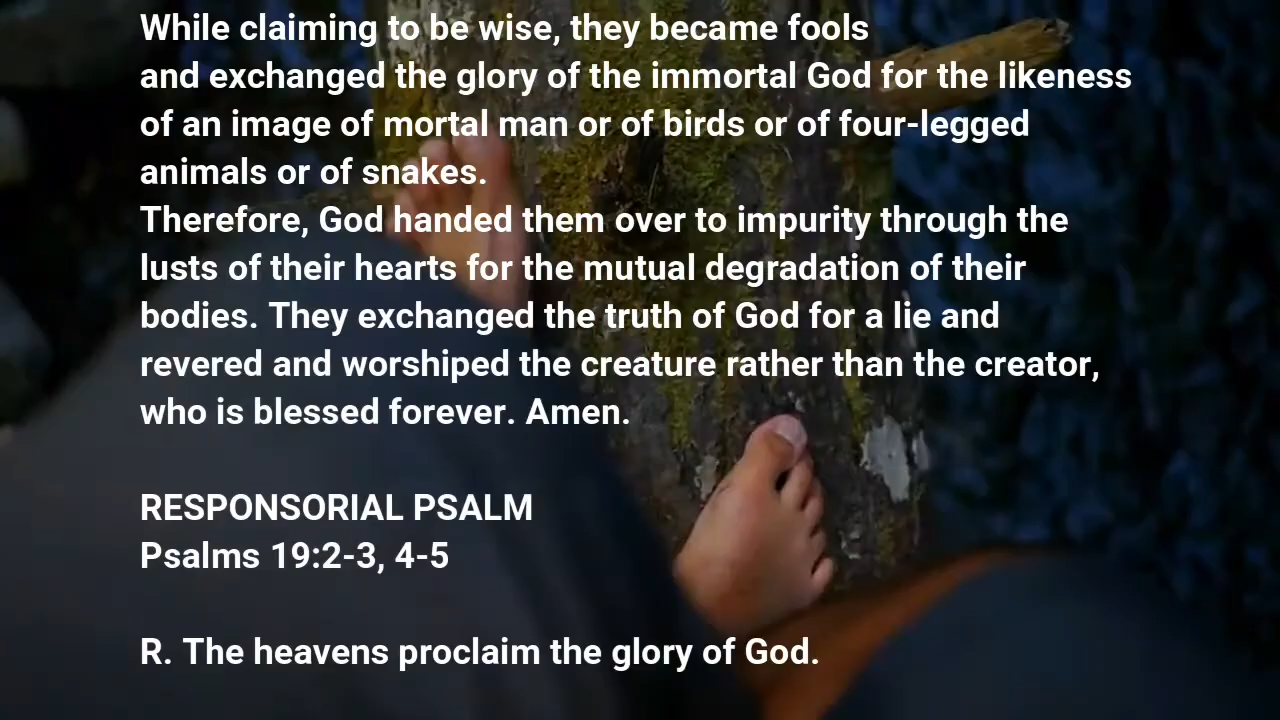 While claiming to be wise, they became fools
and exchanged the glory of the immortal God for the likeness
of an image of mortal man or of birds or of four-legged
animals or of snakes.
Therefore, God handed them over to impurity through the
lusts of their hearts for the mutual degradation of their
bodies. They exchanged the truth of God for a lie and
revered and worshiped the creature rather than the creator,
who is blessed forever. Amen.
RESPONSORIAL PSALM
Psalms 19:2-3, 4-5
R. The heavens proclaim the glory of God.